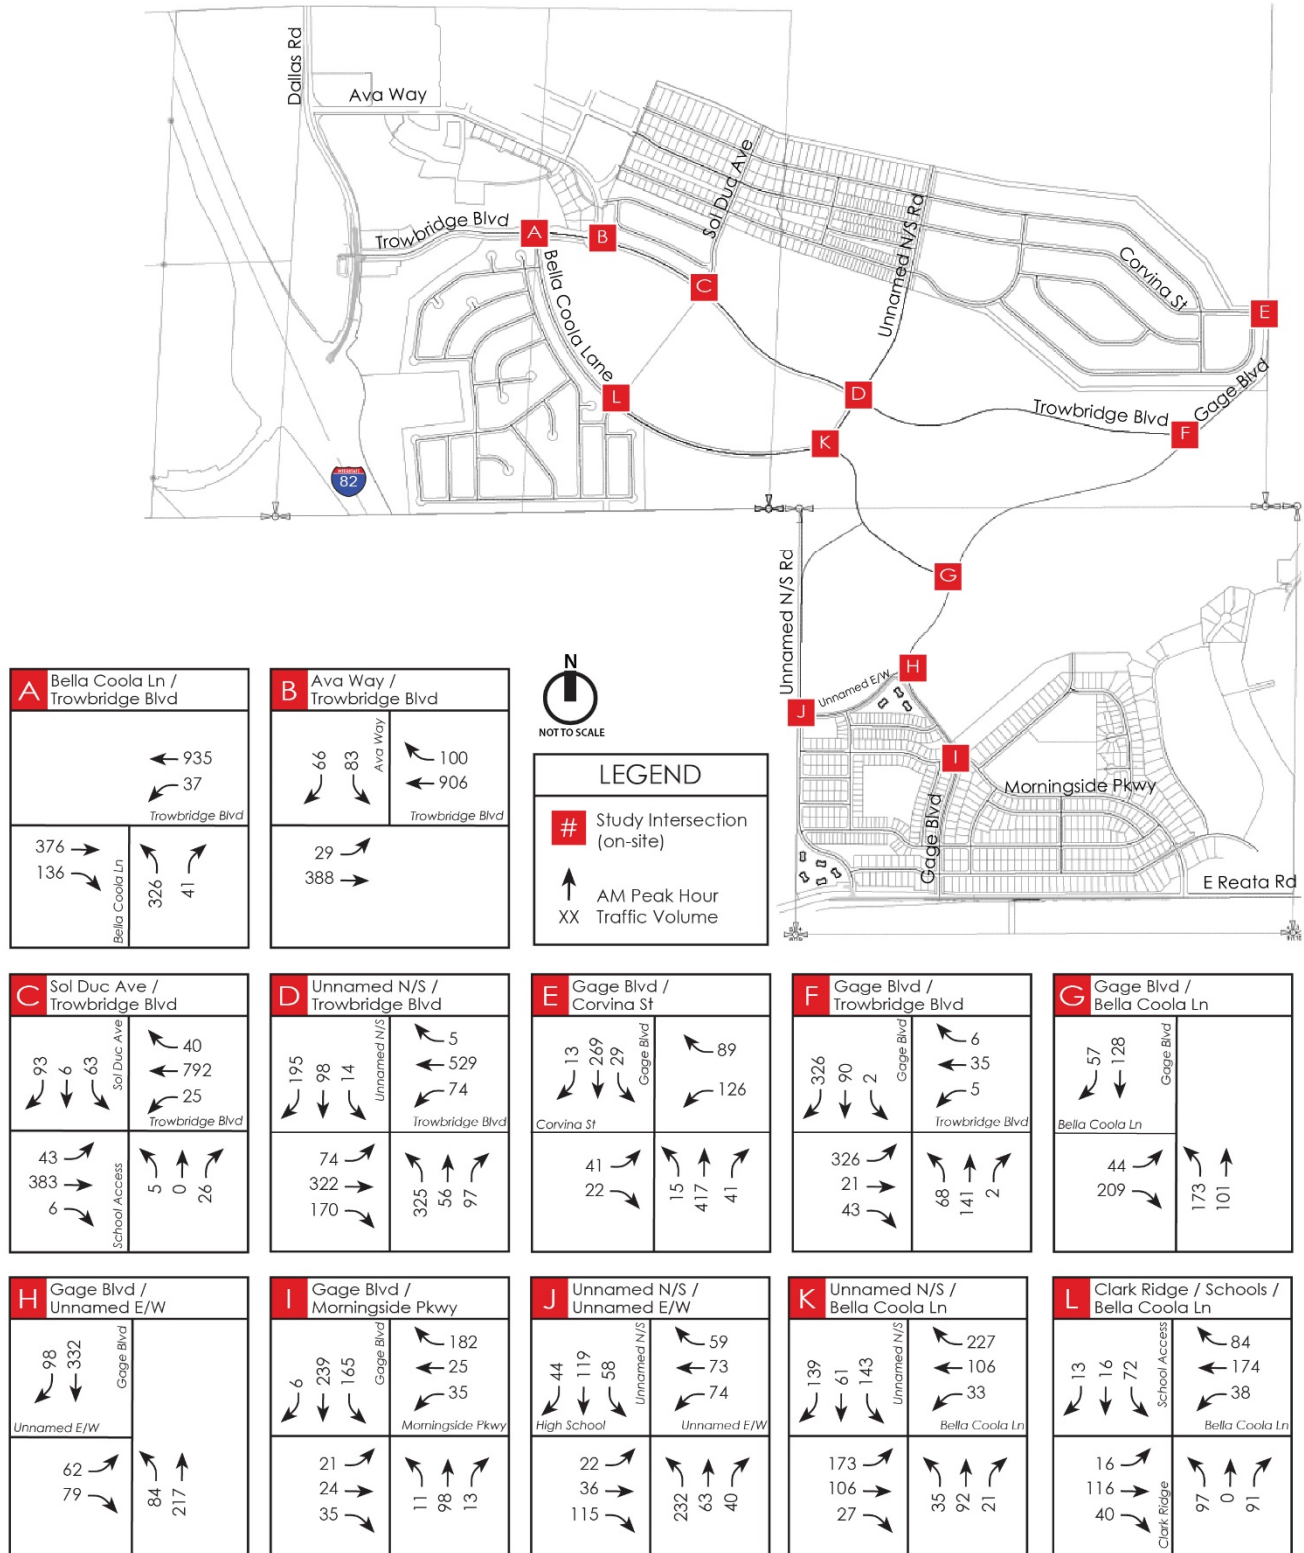 Dallas Rd
Ava Way
Sol Duc Ave
Unnamed N/S Rd
Trowbridge Blvd
A
B
C
Bella Coola Lane
Corvina St
E
L
D
K
Trowbridge Blvd
F
Gage Blvd
INTERSTATE
82
G
Unnamed N/S Rd
H
Unnamed E/W
J
I
Morningside Pkwy
Gage Blvd
E Reata Rd
N
NOT TO SCALE
LEGEND
# Study Intersection
(on-site)
AM Peak Hour
XX Traffic Volume
A Bella Coola Ln /
Trowbridge Blvd
935
37
Trowbridge Blvd
376
136
Bella Coola Ln
326
41
B Ava Way /
Trowbridge Blvd
66
83
Ava Way
100
906
Trowbridge Blvd
29
388
C Sol Duc Ave /
Trowbridge Blvd
93
6
63
Sol Duc Ave
40
792
25
Trowbridge Blvd
43
383
6
School Access
5
0
26
D Unnamed N/S /
Trowbridge Blvd
195
98
14
Unnamed N/S
5
529
74
Trowbridge Blvd
74
322
170
325
56
97
E Gage Blvd /
Corvina St
13
269
29
Gage Blvd
89
126
Corvina St
41
22
15
417
41
F Gage Blvd /
Trowbridge Blvd
326
90
2
Gage Blvd
6
35
5
Trowbridge Blvd
326
21
43
68
141
2
G Gage Blvd /
Bella Coola Ln
57
128
Gage Blvd
Bella Coola Ln
44
209
173
101
H Gage Blvd /
Unnamed E/W
98
332
Gage Blvd
Unnamed E/W
62
79
84
217
I Gage Blvd /
Morningside Pkwy
6
239
165
Gage Blvd
182
25
35
Morningside Pkwy
21
24
35
11
98
13
J Unnamed N/S /
Unnamed E/W
44
119
58
Unnamed N/S
59
73
74
High School
Unnamed E/W
22
36
115
232
63
40
K Unnamed N/S /
Bella Coola Ln
139
61
143
Unnamed N/S
227
106
33
Bella Coola Ln
173
106
27
35
92
21
L Clark Ridge / Schools /
Bella Coola Ln
13
16
72
School Access
84
174
38
Bella Coola Ln
16
116
40
Clark Ridge
97
0
91